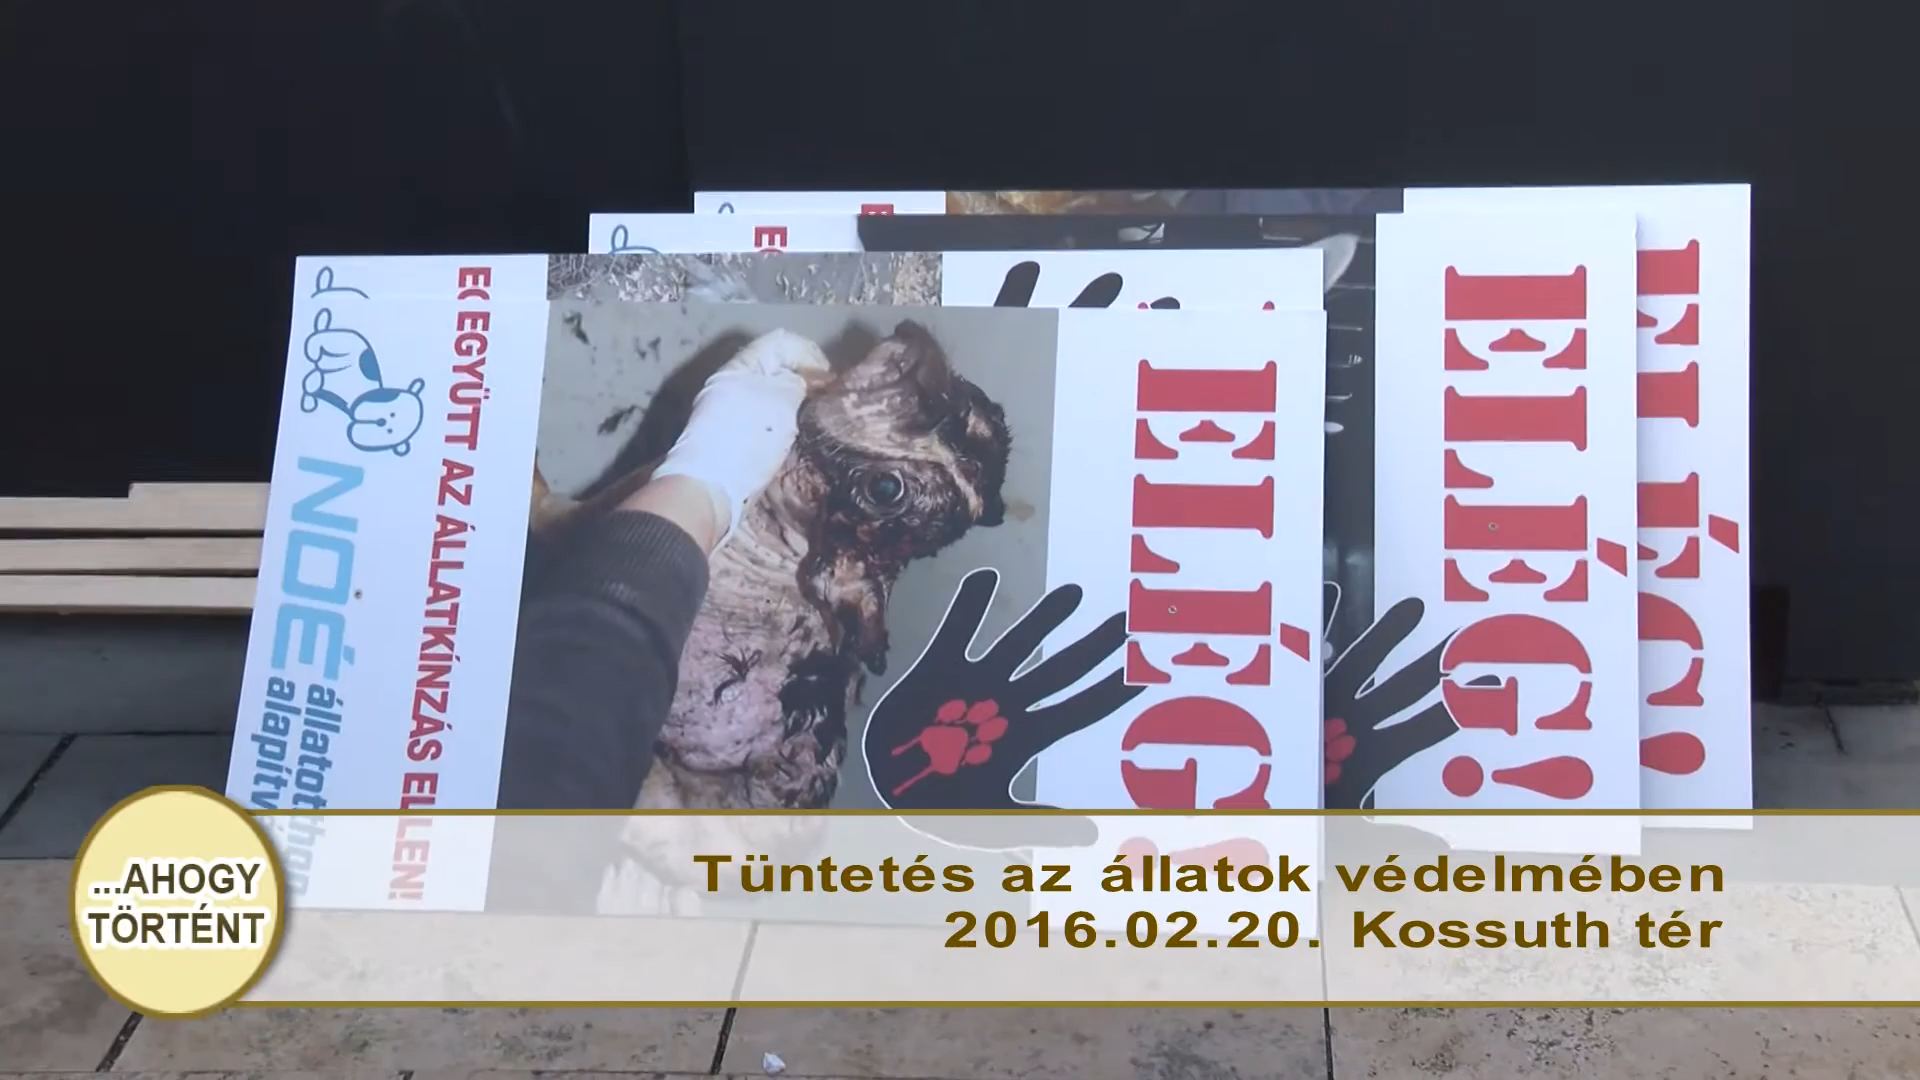 EGYÜTT AZ ÁLLATKÍNZÁS ELLEN!
NOÉ
állatotthon
ELÉG!
ELÉG!
ELÉG!
...AHOGY
TÖRTÉNT
Tüntetés az állatok védelmében
2016.02.20. Kossuth tér